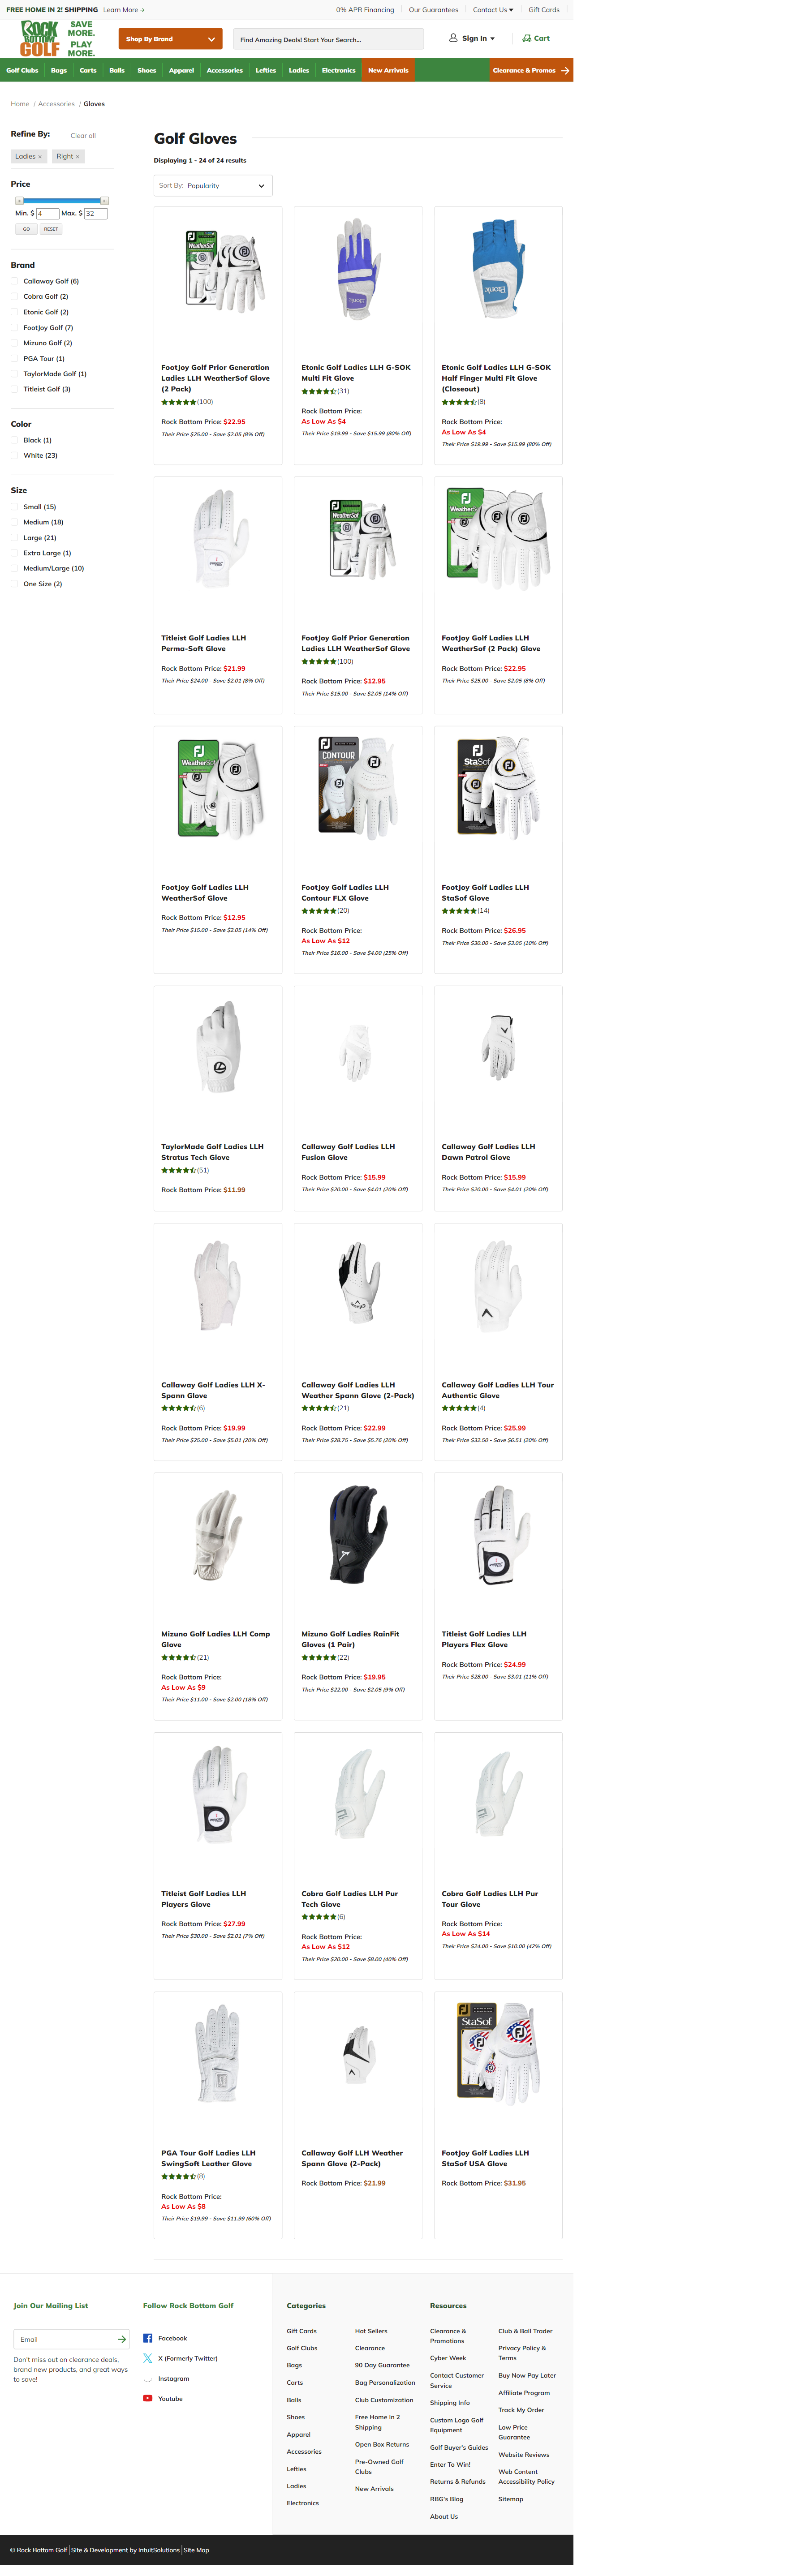 FREE HOME IN 2! SHIPPING Learn More →
0% APR Financing
Our Guarantees
Contact Us
Gift Cards
ROCK BOTTOM GOLF
SAVE MORE.
PLAY MORE.
Shop By Brand
Find Amazing Deals! Start Your Search...
Sign In
Cart
Golf Clubs
Bags
Carts
Balls
Shoes
Apparel
Accessories
Lefties
Ladies
Electronics
New Arrivals
Clearance & Promos
Home / Accessories / Gloves
Refine By:
Clear all
Ladies ×
Right ×
Price
Min. $ 4 Max. $ 32
GO
RESET
Brand
Callaway Golf (6)
Cobra Golf (2)
Etonic Golf (2)
FootJoy Golf (7)
Mizuno Golf (2)
PGA Tour (1)
TaylorMade Golf (1)
Titleist Golf (3)
Color
Black (1)
White (23)
Size
Small (15)
Medium (18)
Large (21)
Extra Large (1)
Medium/Large (10)
One Size (2)
Golf Gloves
Displaying 1 - 24 of 24 results
Sort By: Popularity
FootJoy Golf Prior Generation
Ladies LLH WeatherSof Glove
(2 Pack)
(100)
Rock Bottom Price: $22.95
Their Price $25.00 - Save $2.05 (8% Off)
Etonic Golf Ladies LLH G-SOK
Multi Fit Glove
(31)
Rock Bottom Price:
As Low As $4
Their Price $19.99 - Save $15.99 (80% Off)
Etonic Golf Ladies LLH G-SOK
Half Finger Multi Fit Glove
(Closeout)
(8)
Rock Bottom Price:
As Low As $4
Their Price $19.99 - Save $15.99 (80% Off)
Titleist Golf Ladies LLH
Perma-Soft Glove
Rock Bottom Price: $21.99
Their Price $24.00 - Save $2.01 (8% Off)
FootJoy Golf Prior Generation
Ladies LLH WeatherSof Glove
(100)
Rock Bottom Price: $12.95
Their Price $15.00 - Save $2.05 (14% Off)
FootJoy Golf Ladies LLH
WeatherSof (2 Pack) Glove
Rock Bottom Price: $22.95
Their Price $25.00 - Save $2.05 (8% Off)
FootJoy Golf Ladies LLH
WeatherSof Glove
Rock Bottom Price: $12.95
Their Price $15.00 - Save $2.05 (14% Off)
CONTOUR
FootJoy Golf Ladies LLH
Contour FLX Glove
(20)
Rock Bottom Price:
As Low As $12
Their Price $16.00 - Save $4.00 (25% Off)
StaSof
FootJoy Golf Ladies LLH
StaSof Glove
(14)
Rock Bottom Price: $26.95
Their Price $30.00 - Save $3.05 (10% Off)
TaylorMade Golf Ladies LLH
Stratus Tech Glove
(51)
Rock Bottom Price: $11.99
Callaway Golf Ladies LLH
Fusion Glove
Rock Bottom Price: $15.99
Their Price $20.00 - Save $4.01 (20% Off)
Callaway Golf Ladies LLH
Dawn Patrol Glove
Rock Bottom Price: $15.99
Their Price $20.00 - Save $4.01 (20% Off)
Callaway Golf Ladies LLH X-
Spann Glove
(6)
Rock Bottom Price: $19.99
Their Price $25.00 - Save $5.01 (20% Off)
Callaway Golf Ladies LLH
Weather Spann Glove (2-Pack)
(21)
Rock Bottom Price: $22.99
Their Price $28.75 - Save $5.76 (20% Off)
Callaway Golf Ladies LLH Tour
Authentic Glove
(4)
Rock Bottom Price: $25.99
Their Price $32.50 - Save $6.51 (20% Off)
Mizuno Golf Ladies LLH Comp
Glove
(21)
Rock Bottom Price:
As Low As $9
Their Price $11.00 - Save $2.00 (18% Off)
Mizuno Golf Ladies RainFit
Gloves (1 Pair)
(22)
Rock Bottom Price: $19.95
Their Price $22.00 - Save $2.05 (9% Off)
Titleist Golf Ladies LLH
Players Flex Glove
Rock Bottom Price: $24.99
Their Price $28.00 - Save $3.01 (11% Off)
Titleist Golf Ladies LLH
Players Glove
Rock Bottom Price: $27.99
Their Price $30.00 - Save $2.01 (7% Off)
Cobra Golf Ladies LLH Pur
Tech Glove
(6)
Rock Bottom Price:
As Low As $12
Their Price $20.00 - Save $8.00 (40% Off)
Cobra Golf Ladies LLH Pur
Tour Glove
Rock Bottom Price:
As Low As $14
Their Price $24.00 - Save $10.00 (42% Off)
PGA Tour Golf Ladies LLH
SwingSoft Leather Glove
(8)
Rock Bottom Price:
As Low As $8
Their Price $19.99 - Save $11.99 (60% Off)
Callaway Golf LLH Weather
Spann Glove (2-Pack)
Rock Bottom Price: $21.99
StaSof
FootJoy Golf Ladies LLH
StaSof USA Glove
Rock Bottom Price: $31.95
Join Our Mailing List
Email
Don't miss out on clearance deals,
brand new products, and great ways
to save!
Follow Rock Bottom Golf
Facebook
X (Formerly Twitter)
Instagram
Youtube
Categories
Gift Cards
Golf Clubs
Bags
Carts
Balls
Shoes
Apparel
Accessories
Lefties
Ladies
Electronics
Hot Sellers
Clearance
90 Day Guarantee
Bag Personalization
Club Customization
Free Home In 2
Shipping
Open Box Returns
Pre-Owned Golf
Clubs
New Arrivals
Resources
Clearance &
Promotions
Cyber Week
Contact Customer
Service
Shipping Info
Custom Logo Golf
Equipment
Golf Buyer's Guides
Enter To Win!
Returns & Refunds
RBG's Blog
About Us
Club & Ball Trader
Privacy Policy &
Terms
Buy Now Pay Later
Affiliate Program
Track My Order
Low Price
Guarantee
Website Reviews
Web Content
Accessibility Policy
Sitemap
© Rock Bottom Golf | Site & Development by IntuitSolutions | Site Map